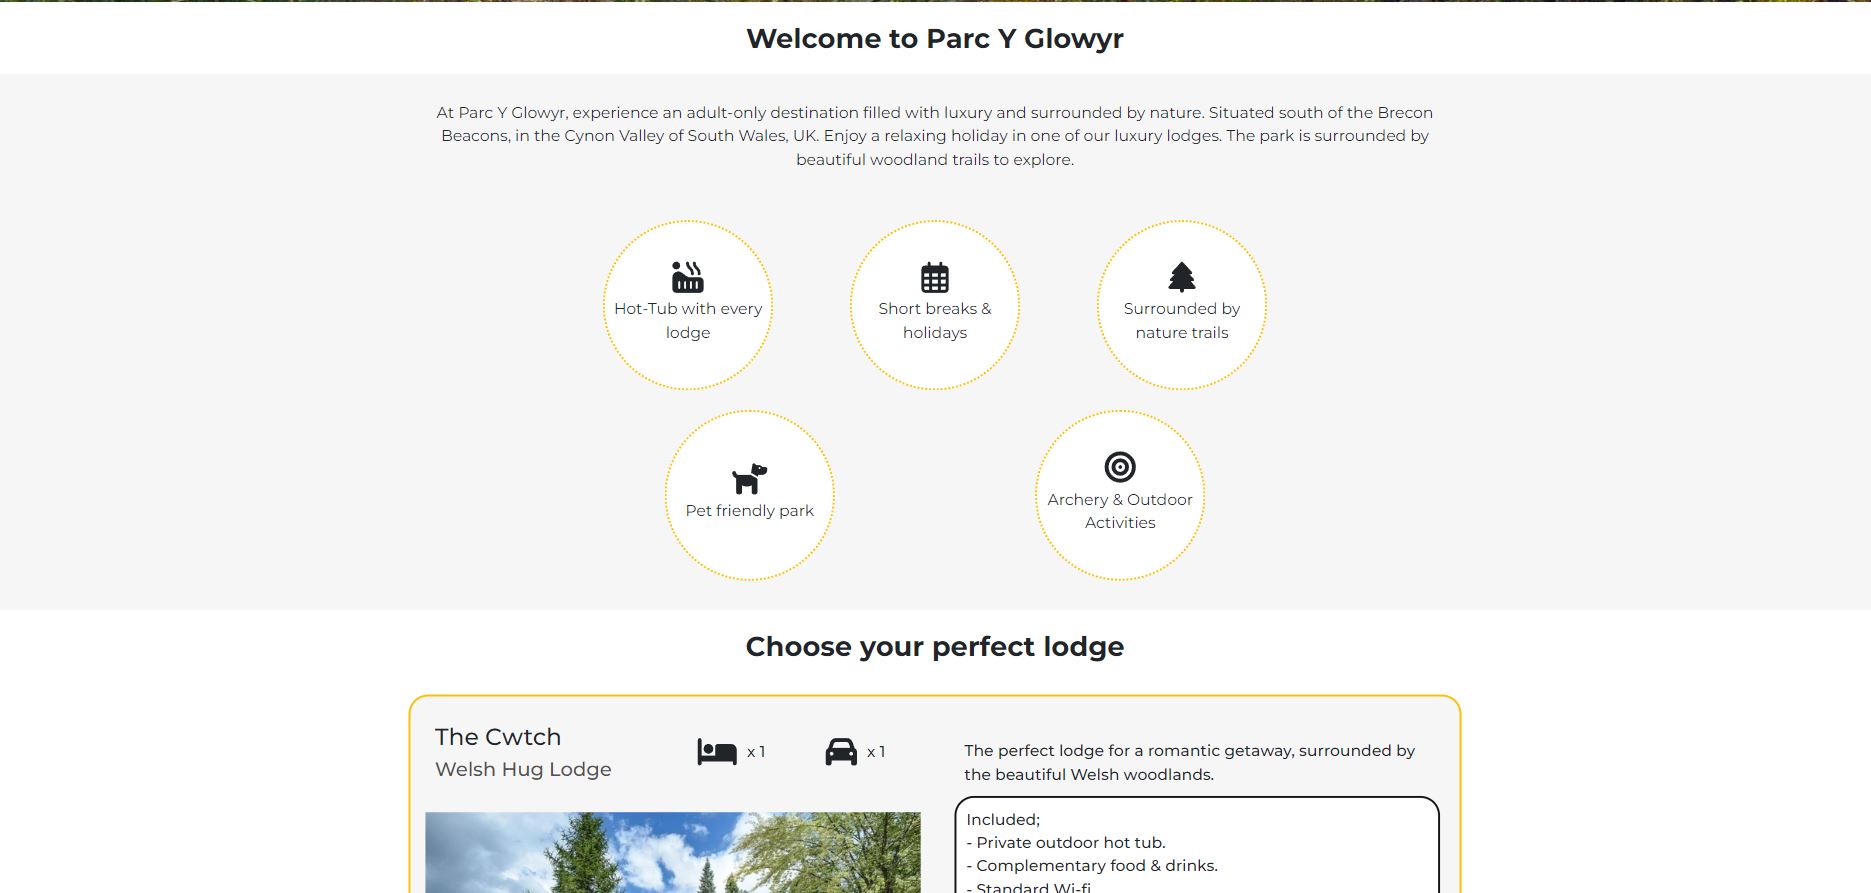 Welcome to Parc Y Glowyr
At Parc Y Glowyr, experience an adult-only destination filled with luxury and surrounded by nature. Situated south of the Brecon
Beacons, in the Cynon Valley of South Wales, UK. Enjoy a relaxing holiday in one of our luxury lodges. The park is surrounded by
beautiful woodland trails to explore.
Hot-Tub with every
lodge
Short breaks &
holidays
Surrounded by
nature trails
Pet friendly park
Archery & Outdoor
Activities
Choose your perfect lodge
The Cwtch
Welsh Hug Lodge
x 1
x 1
The perfect lodge for a romantic getaway, surrounded by
the beautiful Welsh woodlands.
Included;
- Private outdoor hot tub.
- Complementary food & drinks.
- Standard Wi-fi